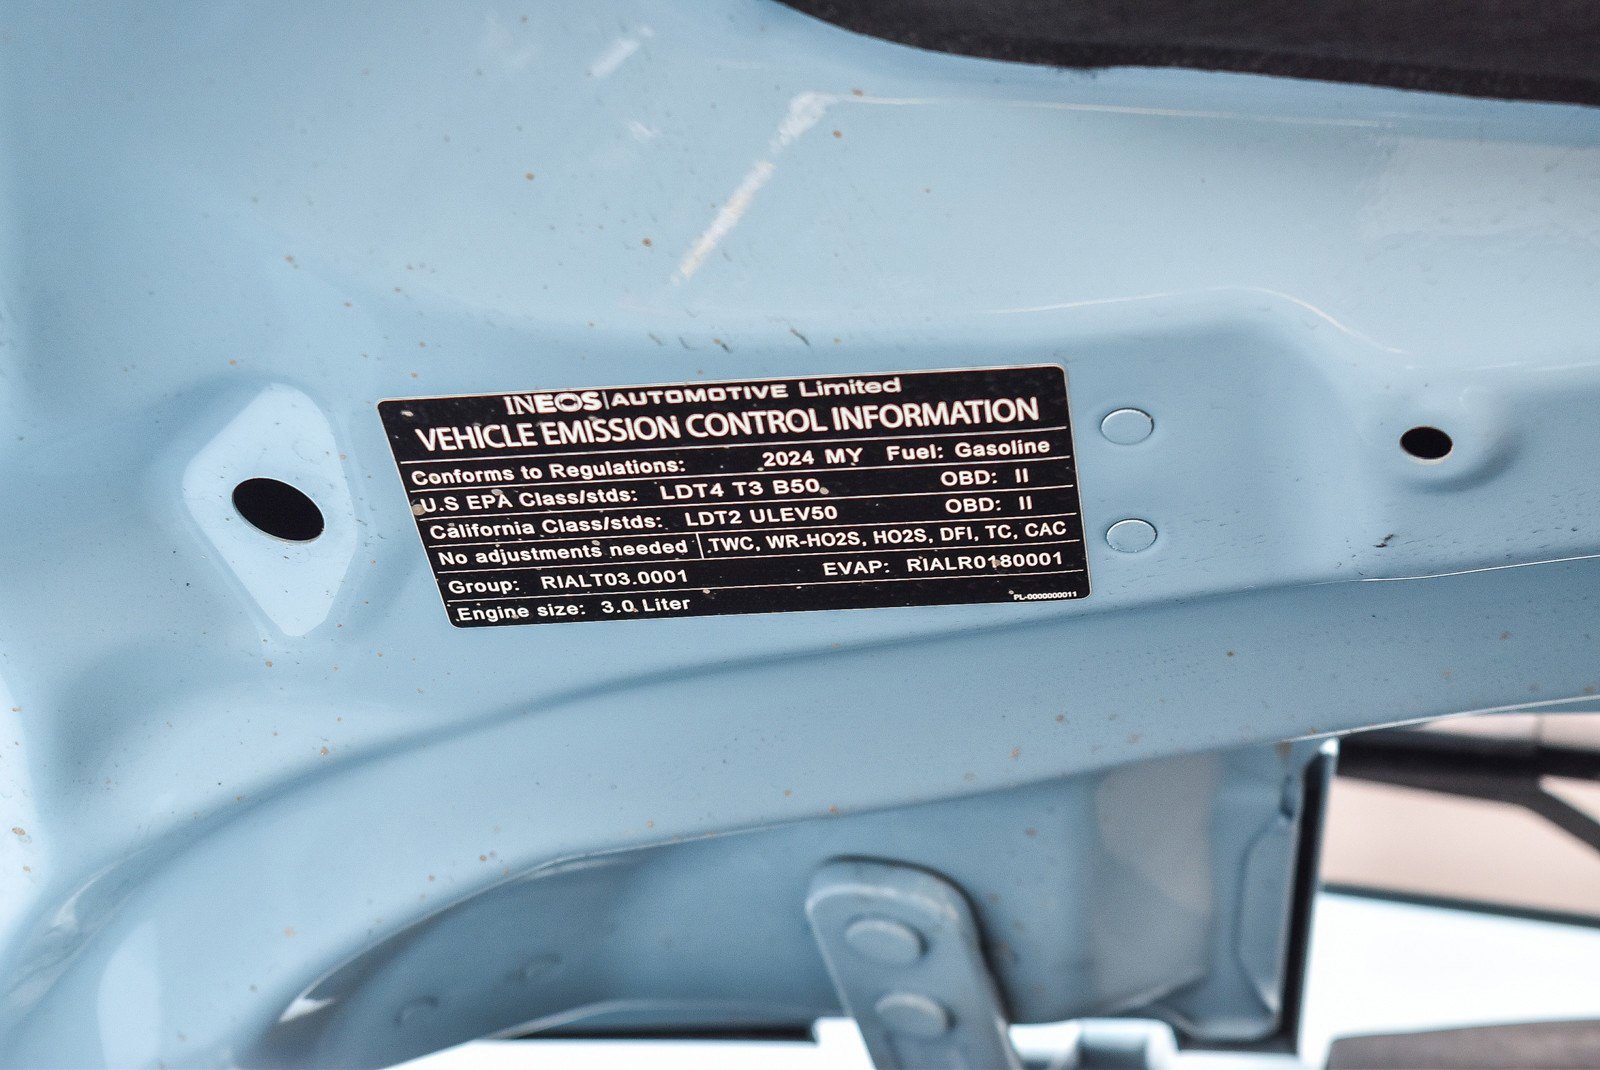 INEOS|AUTOMOTIVE Limited
VEHICLE EMISSION CONTROL INFORMATION
Conforms to Regulations: 2024 MY Fuel: Gasoline
U.S EPA Class/stds: LDT4 T3 B50 OBD: II
California Class/stds: LDT2 ULEV50 OBD: II
No adjustments needed TWC, WR-HO2S, HO2S, DFI, TC, CAC
Group: RIALT03.0001 EVAP: RIALR0180001
Engine size: 3.0 Liter PL-0000000011